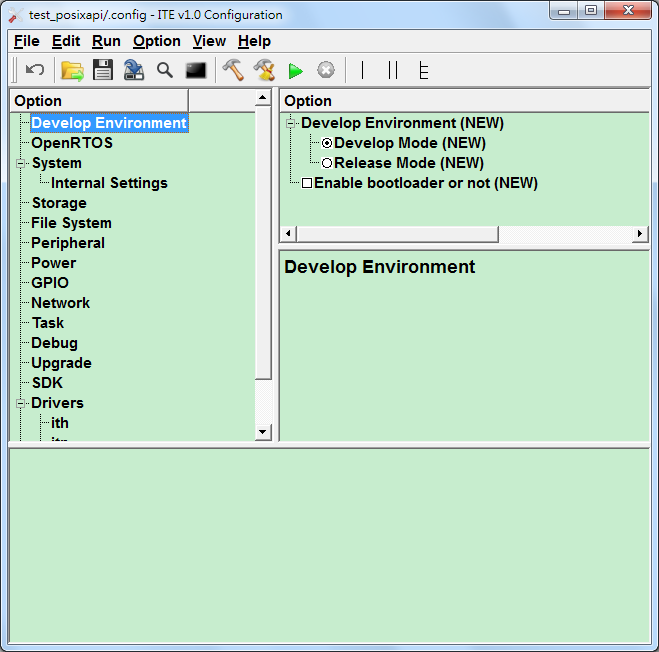 test_posixapi/.config - ITE v1.0 Configuration
File Edit Run Option View Help
Option
Develop Environment
OpenRTOS
System
Internal Settings
Storage
File System
Peripheral
Power
GPIO
Network
Task
Debug
Upgrade
SDK
Drivers
ith
Option
Develop Environment (NEW)
Develop Mode (NEW)
Release Mode (NEW)
Enable bootloader or not (NEW)
Develop Environment